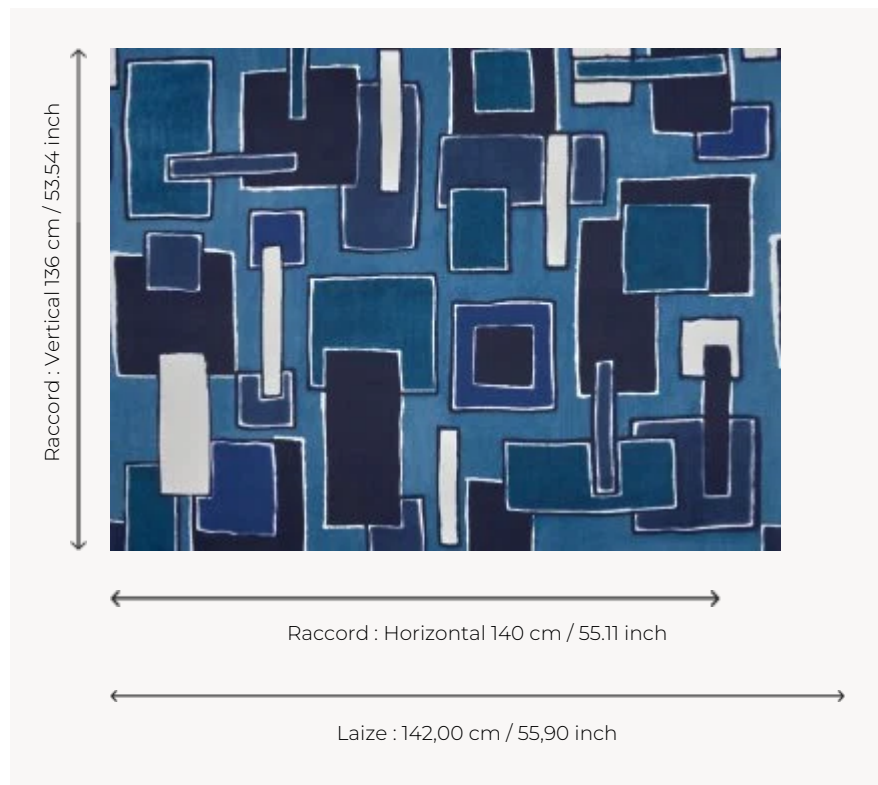 Raccord : Vertical 136 cm / 53.54 inch
Raccord : Horizontal 140 cm / 55.11 inch
Laize : 142,00 cm / 55,90 inch